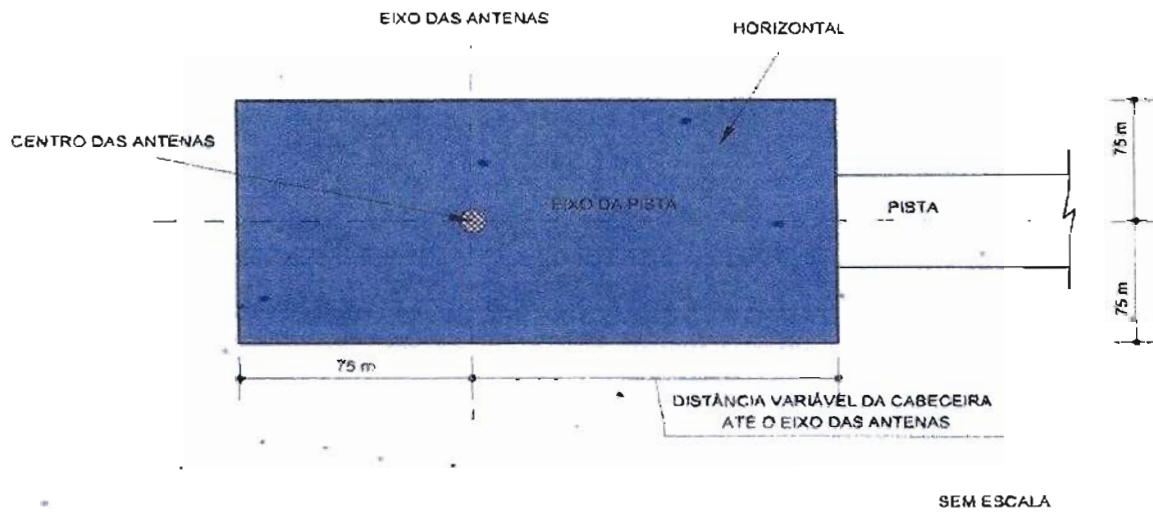 EIXO DAS ANTENAS
HORIZONTAL
CENTRO DAS ANTENAS
EIXO DA PISTA
PISTA
75 m
75 m
75 m
DISTÂNCIA VARIÁVEL DA CABECEIRA
ATÉ O EIXO DAS ANTENAS
SEM ESCALA